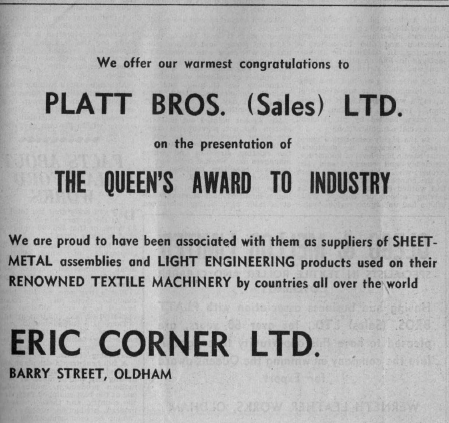 We offer our warmest congratulations to
PLATT BROS. (Sales) LTD.
on the presentation of
THE QUEEN'S AWARD TO INDUSTRY
We are proud to have been associated with them as suppliers of SHEET-
METAL assemblies and LIGHT ENGINEERING products used on their
RENOWNED TEXTILE MACHINERY by countries all over the world
ERIC CORNER LTD.
BARRY STREET, OLDHAM